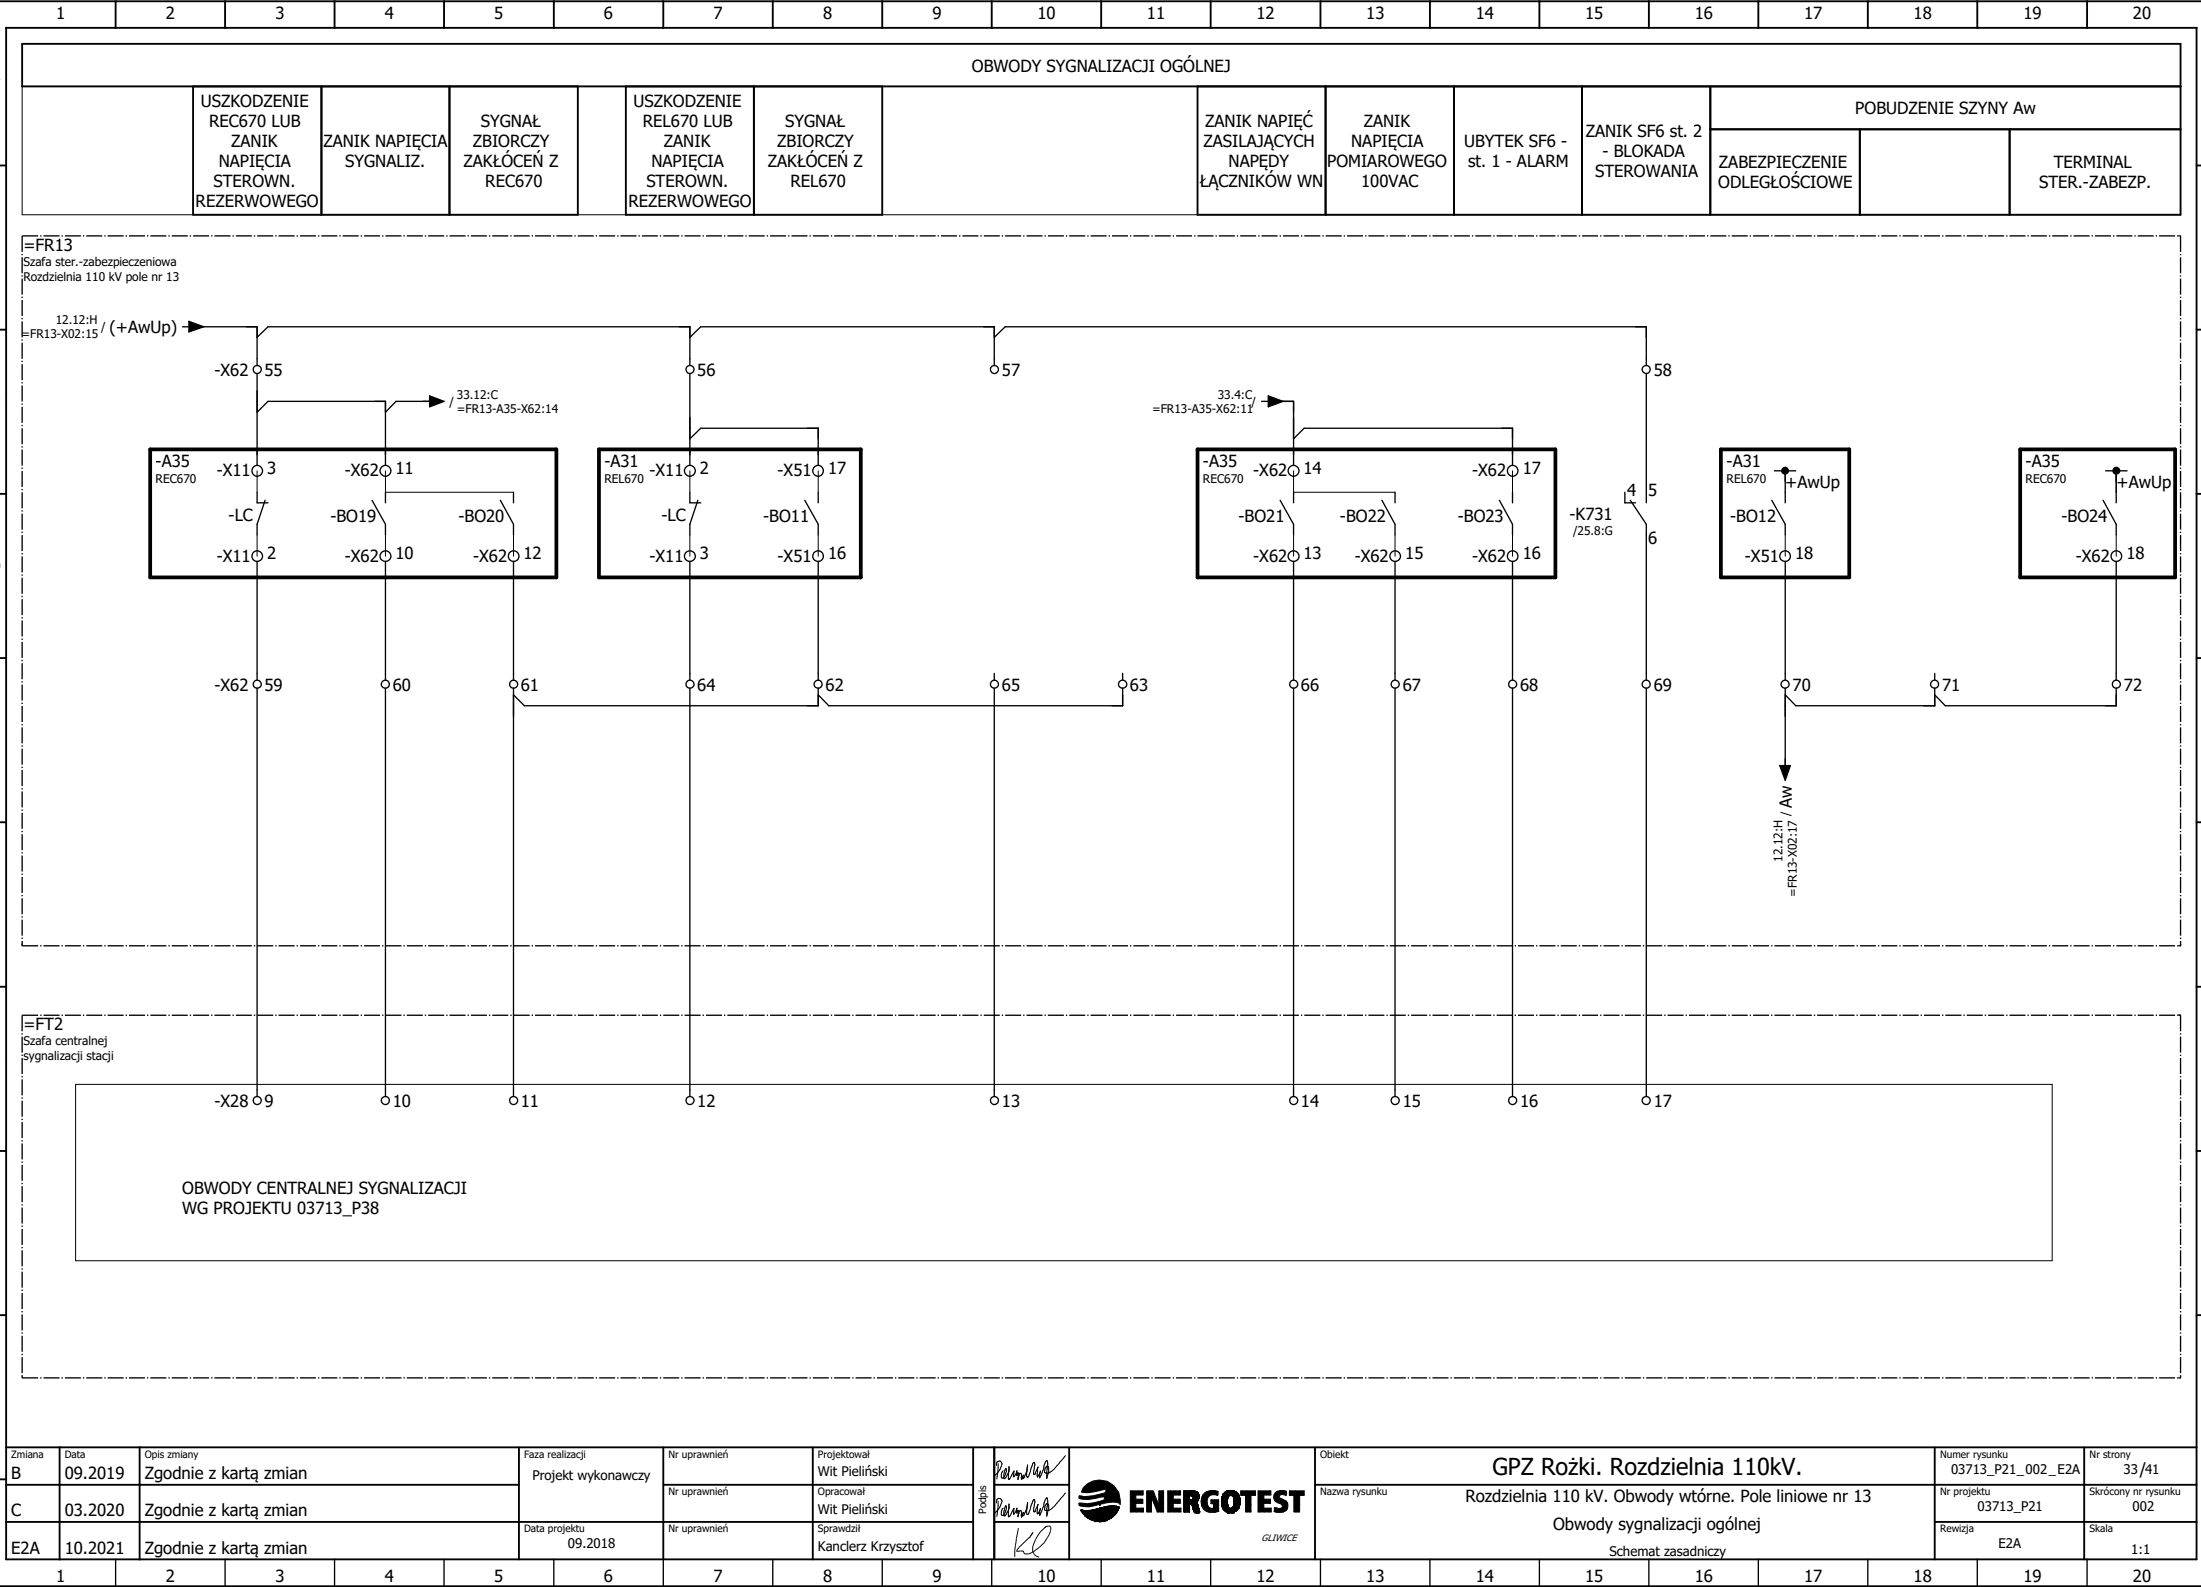 1 2 3 4 5 6 7 8 9 10 11 12 13 14 15 16 17 18 19 20
OBWODY SYGNALIZACJI OGÓLNEJ
USZKODZENIE
REC670 LUB
ZANIK
NAPIĘCIA
STEROWN.
REZERWOWEGO
ZANIK NAPIĘCIA
SYGNALIZ.
SYGNAŁ
ZBIORCZY
ZAKŁÓCEŃ Z
REC670
USZKODZENIE
REL670 LUB
ZANIK
NAPIĘCIA
STEROWN.
REZERWOWEGO
SYGNAŁ
ZBIORCZY
ZAKŁÓCEŃ Z
REL670
ZANIK NAPIĘĆ
ZASILAJĄCYCH
NAPĘDY
ŁĄCZNIKÓW WN
ZANIK
NAPIĘCIA
POMIAROWEGO
100VAC
UBYTEK SF6 -
st. 1 - ALARM
ZANIK SF6 st. 2
- BLOKADA
STEROWANIA
POBUDZENIE SZYNY Aw
ZABEZPIECZENIE
ODLEGŁOŚCIOWE
TERMINAL
STER.-ZABEZP.
=FR13
Szafa ster.-zabezpieczeniowa
Rozdzielnia 110 kV pole nr 13
12.12:H
=FR13-X02:15 / (+AwUp)
-X62 55 56 57 58
/ 33.12:C
=FR13-A35-X62:14
33.4:C /
=FR13-A35-X62:11
-A35
REC670
-X11 3
-LC
-X11 2
-X62 11
-BO19
-X62 10
-BO20
-X62 12
-A31
REL670
-X11 2
-LC
-X11 3
-X51 17
-BO11
-X51 16
-A35
REC670
-X62 14
-BO21
-X62 13
-BO22
-X62 15
-X62 17
-BO23
-X62 16
-K731
/25.8:G
4 5
6
-A31
REL670
+AwUp
-BO12
-X51 18
-A35
REC670
+AwUp
-BO24
-X62 18
-X62 59 60 61 64 62 65 63 66 67 68 69 70 71 72
12.12:H / Aw
=FR13-X02:17
=FT2
Szafa centralnej
sygnalizacji stacji
-X28 9 10 11 12 13 14 15 16 17
OBWODY CENTRALNEJ SYGNALIZACJI
WG PROJEKTU 03713_P38
Zmiana Data Opis zmiany
B 09.2019 Zgodnie z kartą zmian
C 03.2020 Zgodnie z kartą zmian
E2A 10.2021 Zgodnie z kartą zmian
Faza realizacji
Projekt wykonawczy
Data projektu
09.2018
Nr uprawnień
Nr uprawnień
Nr uprawnień
Projektował
Wit Pieliński
Opracował
Wit Pieliński
Sprawdził
Kanclerz Krzysztof
Podpis
ENERGOTEST
GLIWICE
Obiekt
GPZ Rożki. Rozdzielnia 110kV.
Nazwa rysunku
Rozdzielnia 110 kV. Obwody wtórne. Pole liniowe nr 13
Obwody sygnalizacji ogólnej
Schemat zasadniczy
Numer rysunku
03713_P21_002_E2A
Nr strony
33/41
Nr projektu
03713_P21
Skrócony nr rysunku
002
Rewizja
E2A
Skala
1:1
1 2 3 4 5 6 7 8 9 10 11 12 13 14 15 16 17 18 19 20